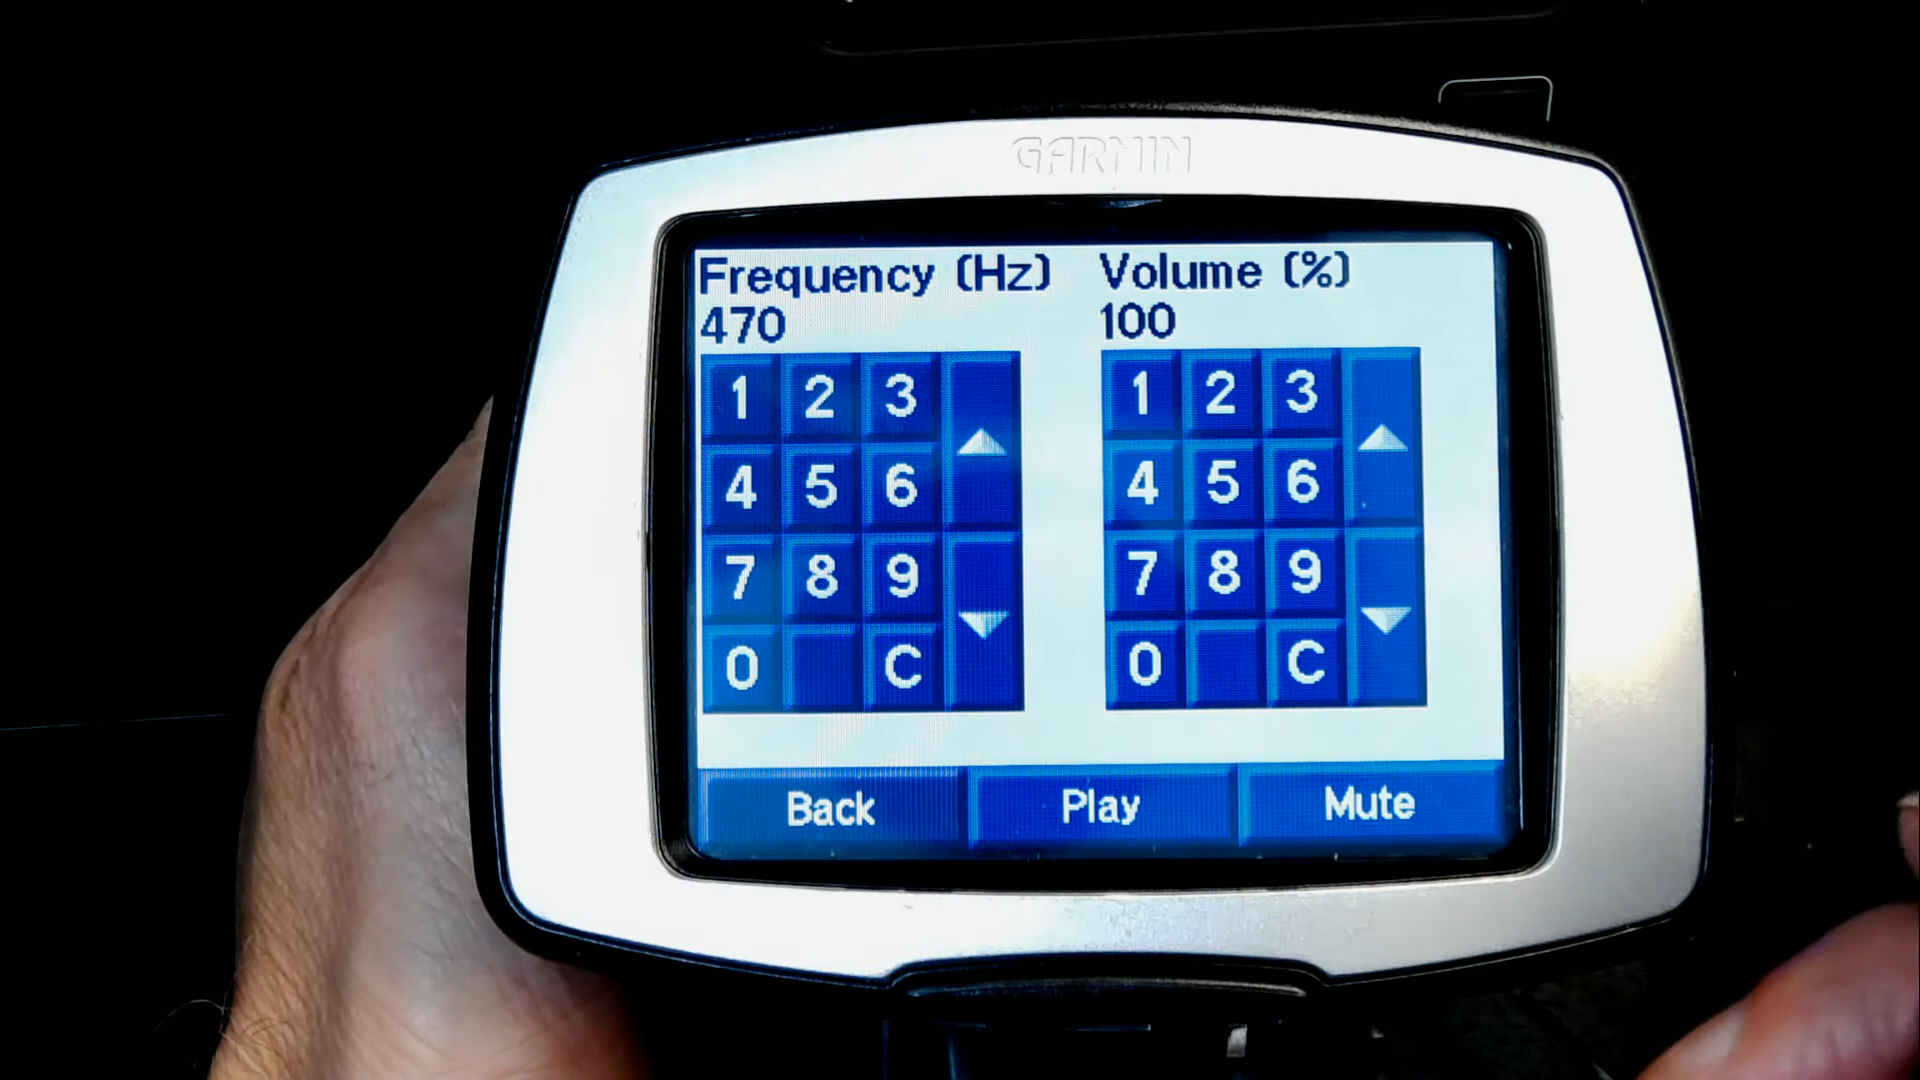 GARMIN
Frequency (Hz)
470
1 2 3
4 5 6
7 8 9
0 C
Volume (%)
100
1 2 3
4 5 6
7 8 9
0 C
Back Play Mute